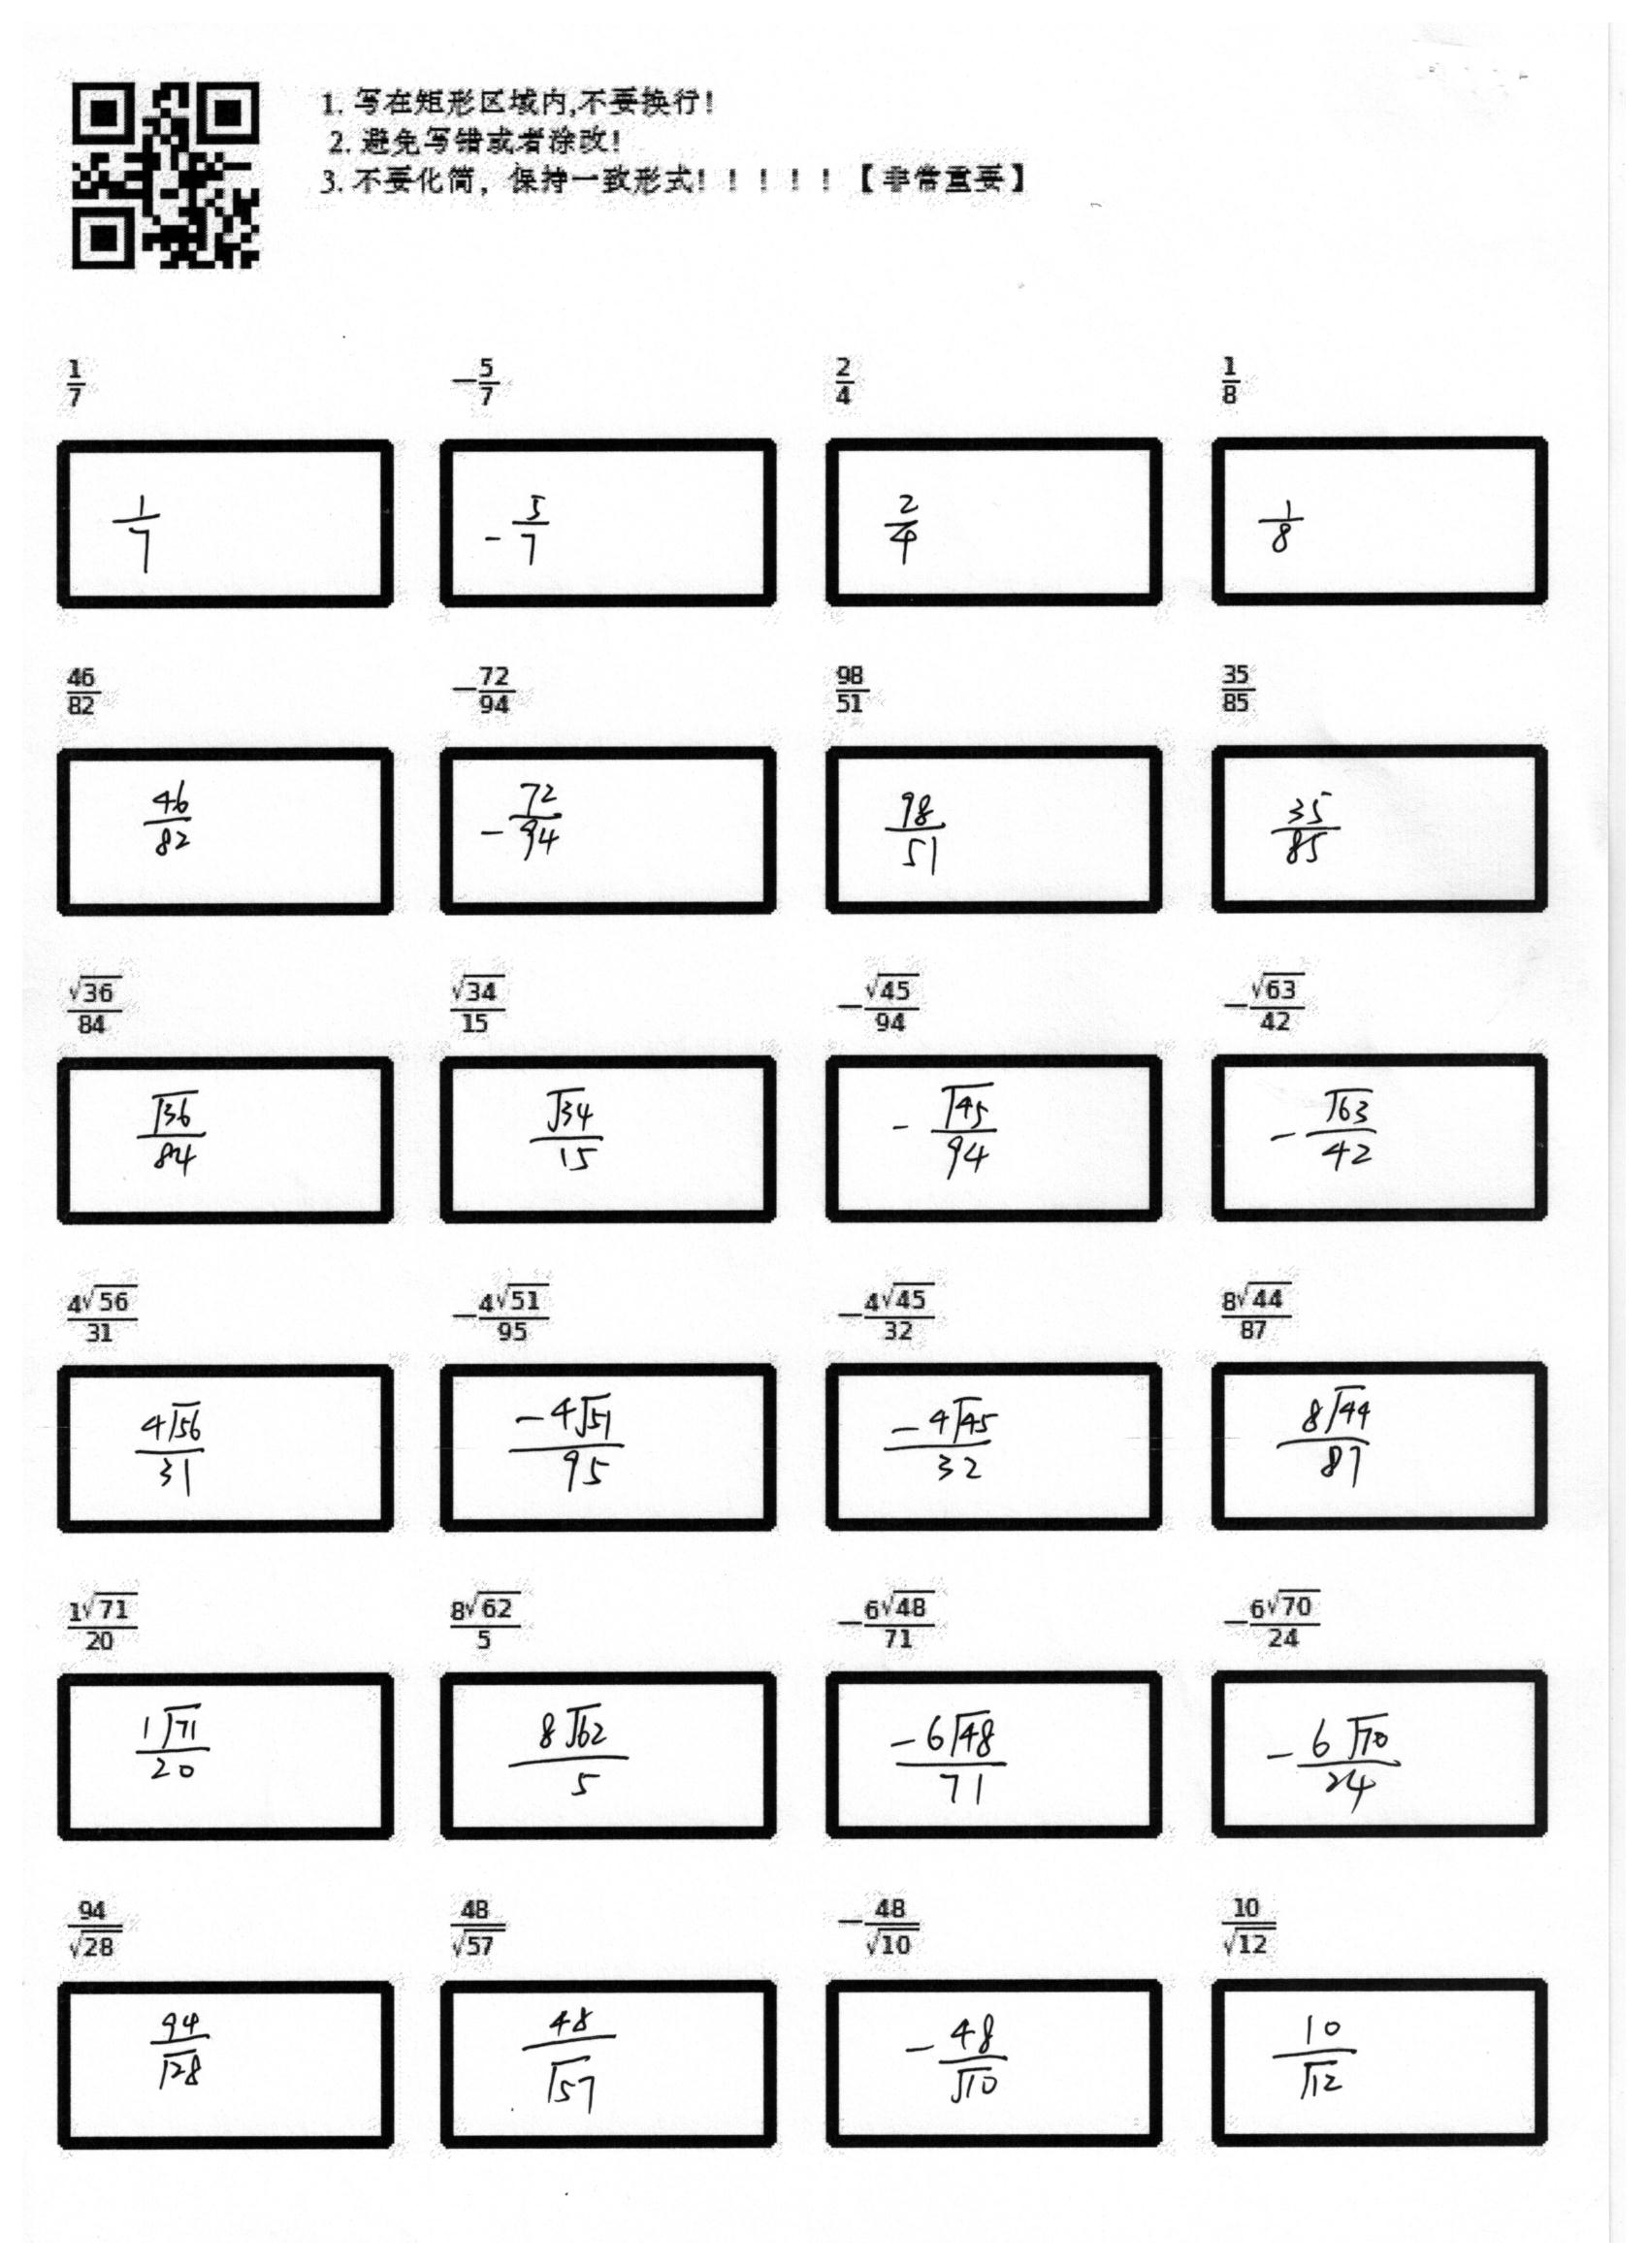 1. 写在矩形区域内,不要换行!
2. 避免写错或者涂改!
3. 不要化简，保持一致形式!！！！！【非常重要】
\frac{1}{7} -\frac{5}{7} \frac{2}{4} \frac{1}{8}
\frac{1}{7} -\frac{5}{7} \frac{2}{4} \frac{1}{8}
\frac{46}{82} -\frac{72}{94} \frac{98}{51} \frac{35}{85}
\frac{46}{82} -\frac{72}{94} \frac{98}{51} \frac{35}{85}
\frac{\sqrt{36}}{84} \frac{\sqrt{34}}{15} -\frac{\sqrt{45}}{94} -\frac{\sqrt{63}}{42}
\frac{\sqrt{36}}{84} \frac{\sqrt{34}}{15} -\frac{\sqrt{45}}{94} -\frac{\sqrt{63}}{42}
\frac{4\sqrt{56}}{31} -\frac{4\sqrt{51}}{95} -\frac{4\sqrt{45}}{32} \frac{8\sqrt{44}}{87}
\frac{4\sqrt{56}}{31} \frac{-4\sqrt{51}}{95} \frac{-4\sqrt{45}}{32} \frac{8\sqrt{44}}{87}
\frac{1\sqrt{71}}{20} \frac{8\sqrt{62}}{5} -\frac{6\sqrt{48}}{71} -\frac{6\sqrt{70}}{24}
\frac{1\sqrt{71}}{20} \frac{8\sqrt{62}}{5} \frac{-6\sqrt{48}}{71} -\frac{6\sqrt{70}}{24}
\frac{94}{\sqrt{28}} \frac{48}{\sqrt{57}} -\frac{48}{\sqrt{10}} \frac{10}{\sqrt{12}}
\frac{94}{\sqrt{28}} \frac{48}{\sqrt{57}} -\frac{48}{\sqrt{10}} \frac{10}{\sqrt{12}}